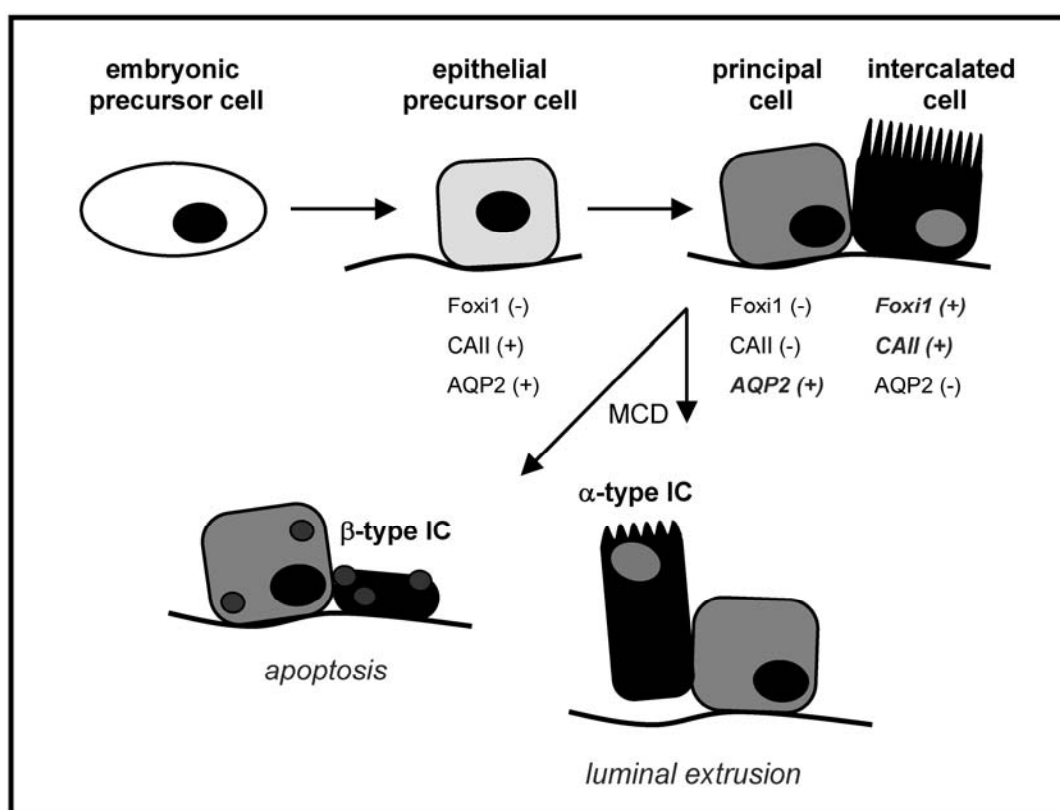 embryonic
precursor cell
epithelial
precursor cell
principal
cell
intercalated
cell
Foxi1 (-)
CAII (+)
AQP2 (+)
Foxi1 (-)
CAII (-)
AQP2 (+)
Foxi1 (+)
CAII (+)
AQP2 (-)
MCD
β-type IC
apoptosis
α-type IC
luminal extrusion